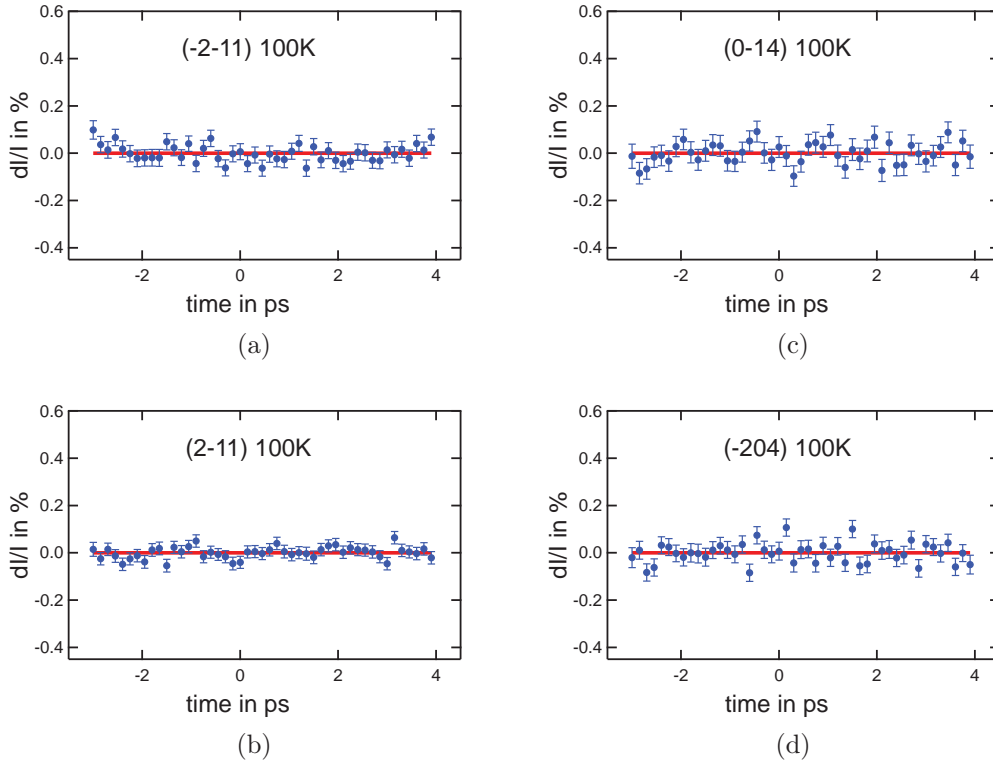 0.6
0.4
0.2
0.0
-0.2
-0.4
dI/I in %
(-2-11) 100K
-2 0 2 4
time in ps
(a)
0.6
0.4
0.2
0.0
-0.2
-0.4
dI/I in %
(0-14) 100K
-2 0 2 4
time in ps
(c)
0.6
0.4
0.2
0.0
-0.2
-0.4
dI/I in %
(2-11) 100K
-2 0 2 4
time in ps
(b)
0.6
0.4
0.2
0.0
-0.2
-0.4
dI/I in %
(-204) 100K
-2 0 2 4
time in ps
(d)